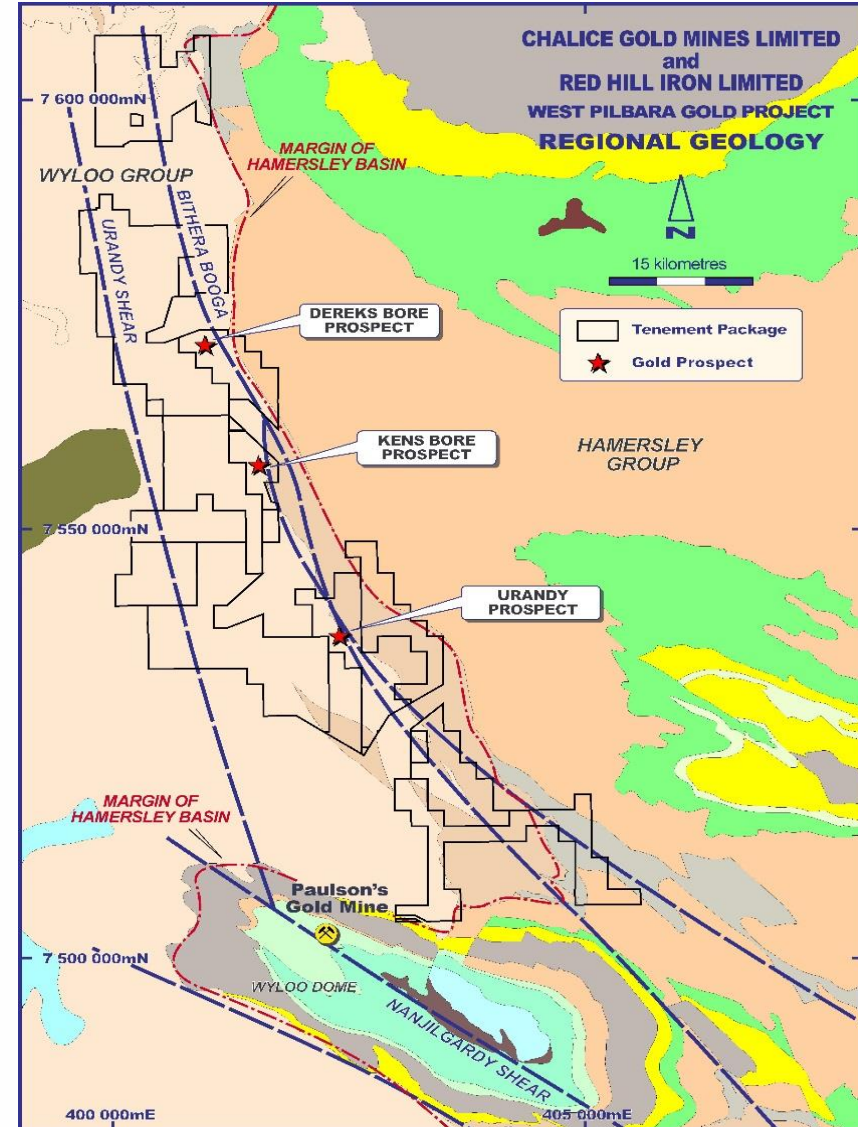 CHALICE GOLD MINES LIMITED
and
RED HILL IRON LIMITED
WEST PILBARA GOLD PROJECT
REGIONAL GEOLOGY
7 600 000mN
MARGIN OF
HAMERSLEY BASIN
WYLOO GROUP
BITHERA BOOGA
URANDY SHEAR
N
15 kilometres
Tenement Package
Gold Prospect
DEREKS BORE
PROSPECT
KENS BORE
PROSPECT
HAMERSLEY
GROUP
7 550 000mN
URANDY
PROSPECT
MARGIN OF
HAMERSLEY BASIN
Paulson's
Gold Mine
7 500 000mN
WYLOO DOME
NANJILGARDY SHEAR
400 000mE
405 000mE